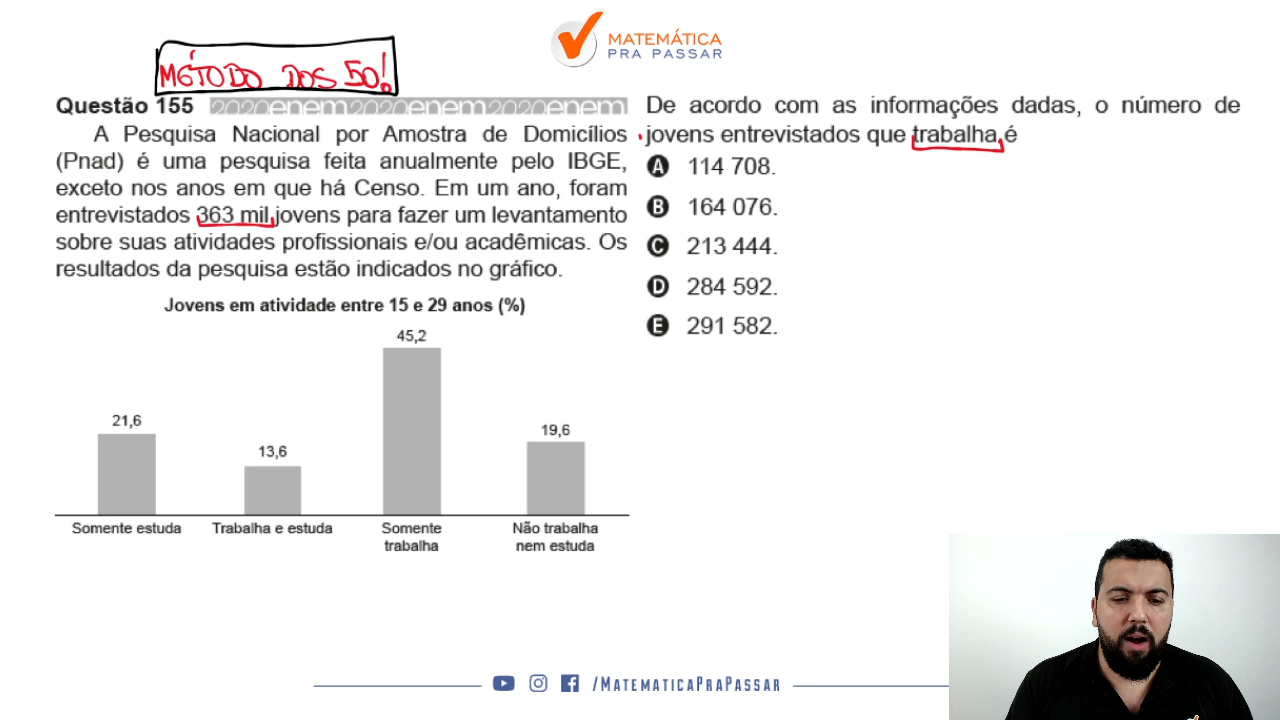 MATEMÁTICA
PRA PASSAR
MÉTODO DOS 50!
Questão 155 2020enem2020enem2020enem
A Pesquisa Nacional por Amostra de Domicílios
(Pnad) é uma pesquisa feita anualmente pelo IBGE,
exceto nos anos em que há Censo. Em um ano, foram
entrevistados 363 mil jovens para fazer um levantamento
sobre suas atividades profissionais e/ou acadêmicas. Os
resultados da pesquisa estão indicados no gráfico.
Jovens em atividade entre 15 e 29 anos (%)
21,6
13,6
45,2
19,6
Somente estuda
Trabalha e estuda
Somente
trabalha
Não trabalha
nem estuda
De acordo com as informações dadas, o número de
jovens entrevistados que trabalha é
A 114 708.
B 164 076.
C 213 444.
D 284 592.
E 291 582.
/MATEMATICAPRAPASSAR